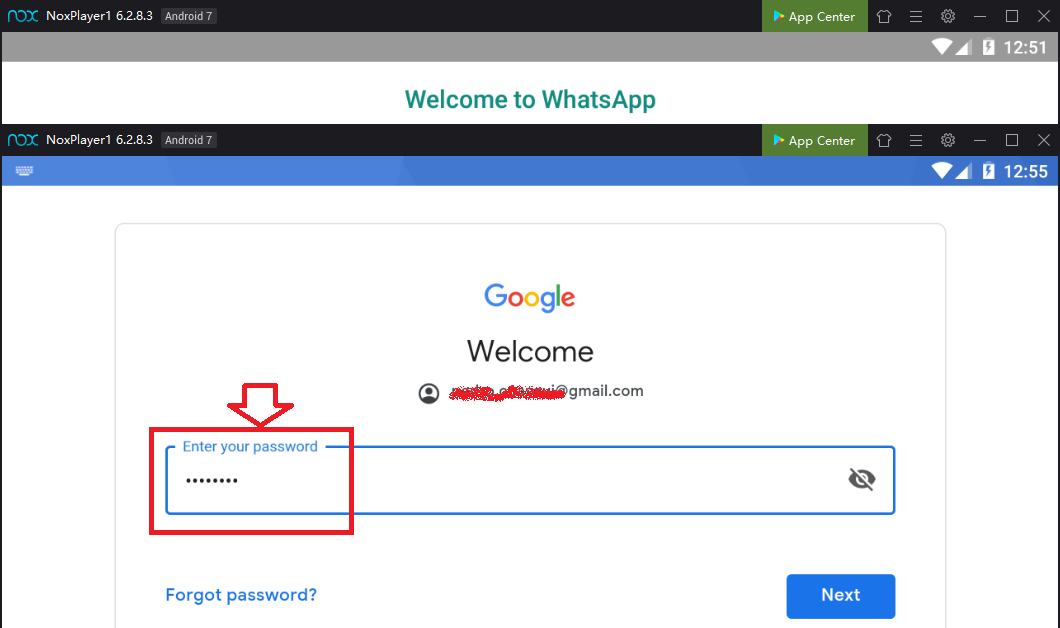 nox NoxPlayer1 6.2.8.3 Android 7 App Center
12:51
Welcome to WhatsApp
nox NoxPlayer1 6.2.8.3 Android 7 App Center
12:55
Google
Welcome
@gmail.com
Enter your password
••••••••
Forgot password? Next